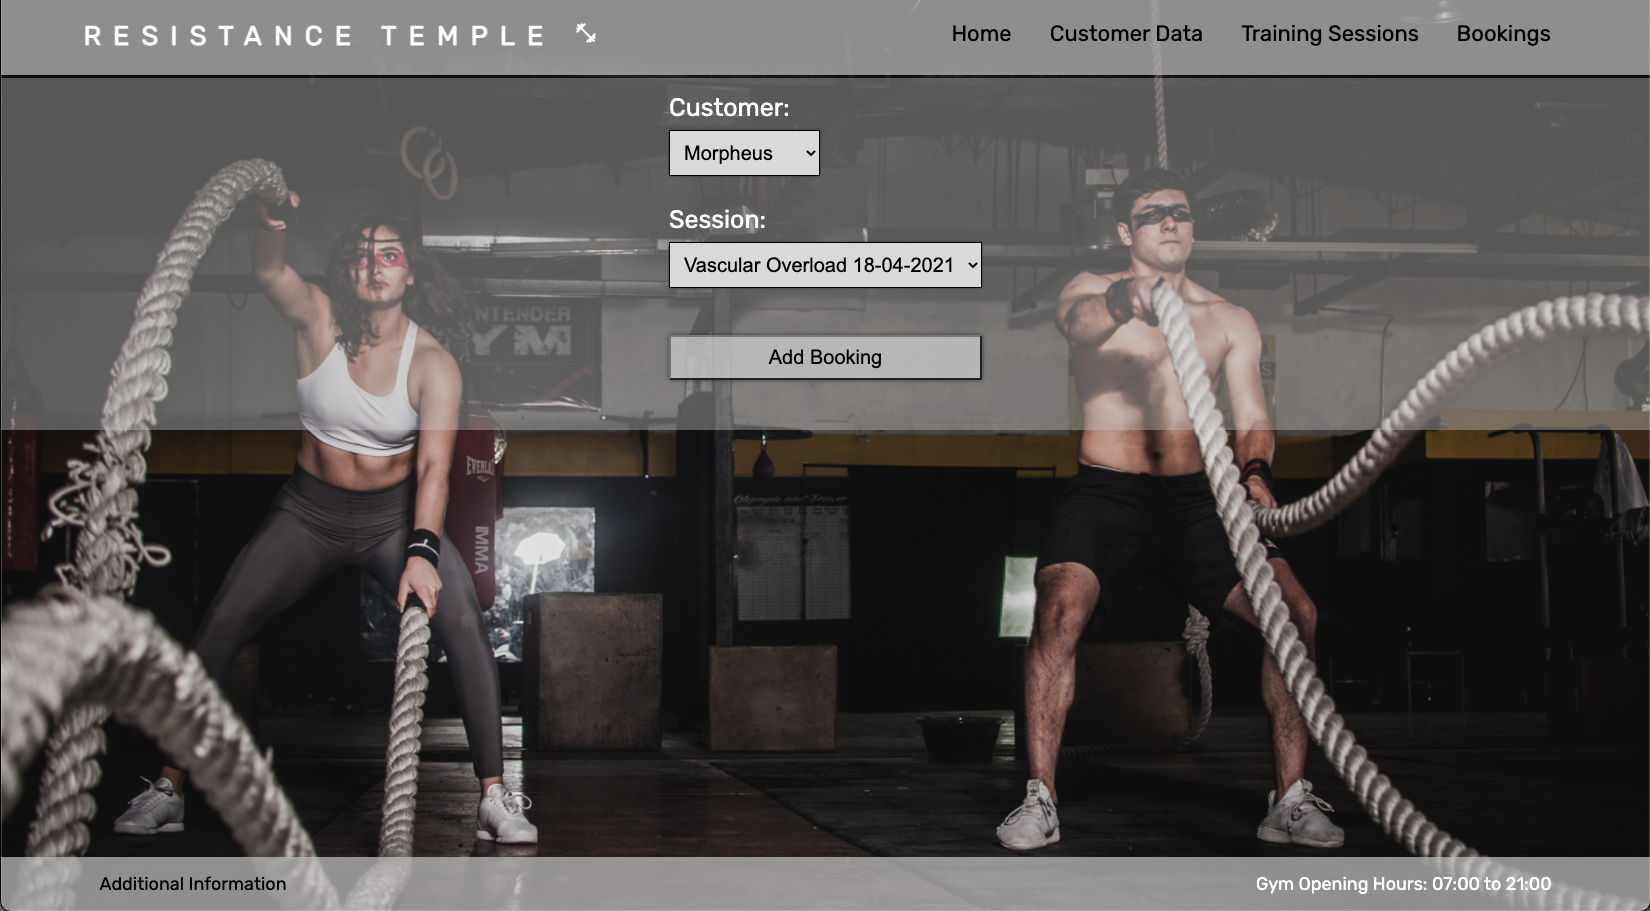 RESISTANCE TEMPLE
Home Customer Data Training Sessions Bookings
Customer:
Morpheus
Session:
Vascular Overload 18-04-2021
Add Booking
NTENDER
YM
EVERLA
MMA
Additional Information
Gym Opening Hours: 07:00 to 21:00